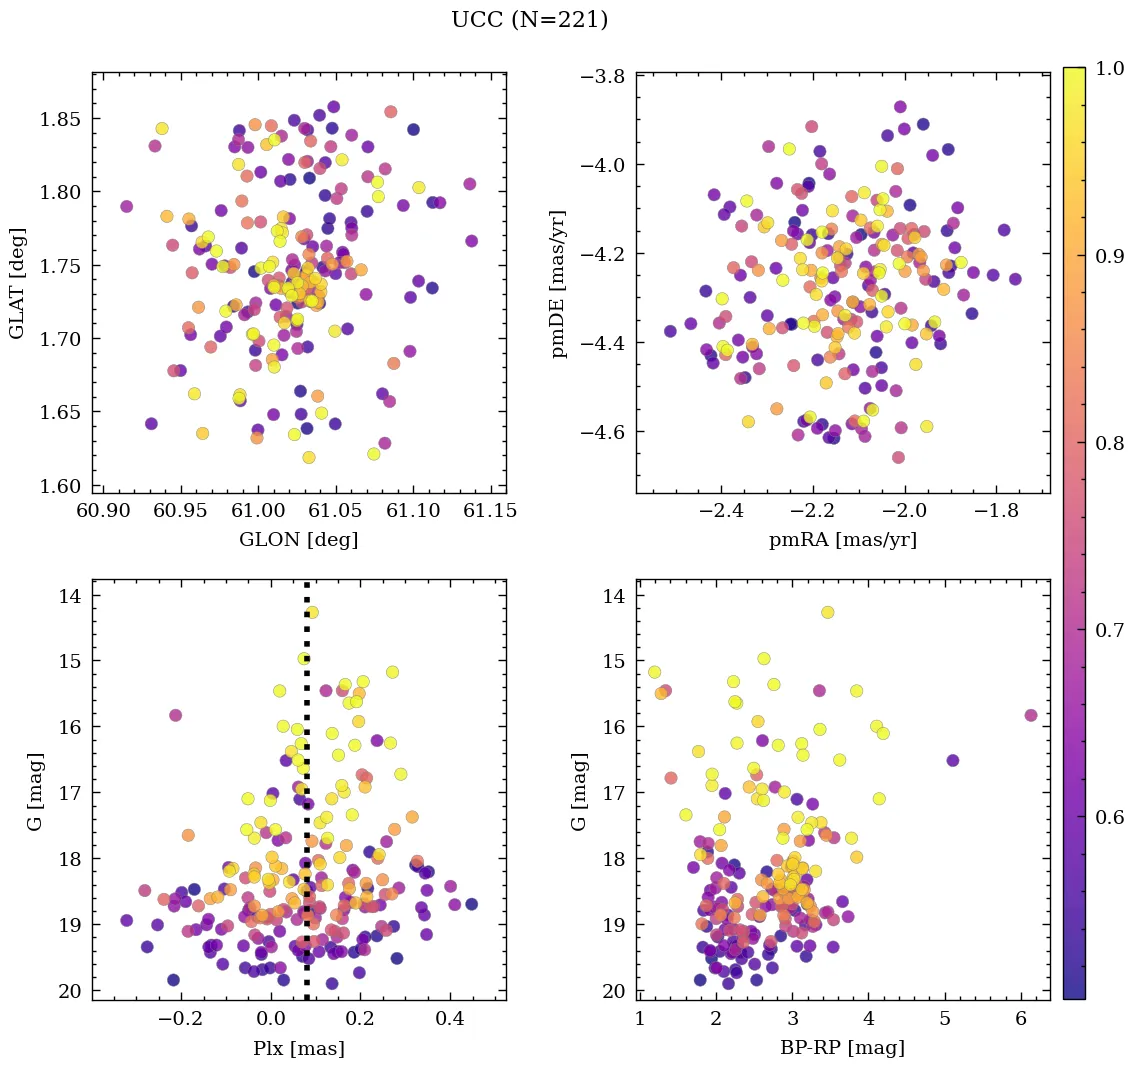 UCC (N=221)
1.85
1.80
1.75
1.70
1.65
1.60
GLAT [deg]
60.90 60.95 61.00 61.05 61.10 61.15
GLON [deg]
−3.8
−4.0
−4.2
−4.4
−4.6
pmDE [mas/yr]
−2.4 −2.2 −2.0 −1.8
pmRA [mas/yr]
14
15
16
17
18
19
20
G [mag]
−0.2 0.0 0.2 0.4
Plx [mas]
14
15
16
17
18
19
20
G [mag]
1 2 3 4 5 6
BP-RP [mag]
1.0
0.9
0.8
0.7
0.6